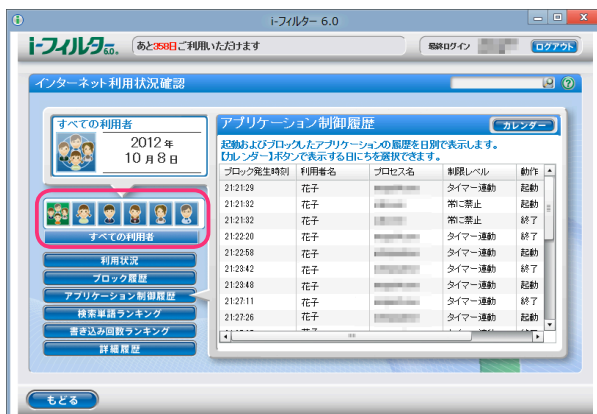 i-フィルター 6.0
i-フィルター6.0。 あと358日ご利用いただけます 最終ログイン ログアウト
インターネット利用状況確認
すべての利用者
2012 年
10 月 8 日
すべての利用者
利用状況
ブロック履歴
アプリケーション制御履歴
検索単語ランキング
書き込み回数ランキング
詳細履歴
アプリケーション制御履歴 カレンダー
起動およびブロックしたアプリケーションの履歴を日別で表示します。
【カレンダー】ボタンで表示する日にちを選択できます。
ブロック発生時刻 利用者名 プロセス名 制限レベル 動作
21:21:29 花子 タイマー連動 起動
21:21:32 花子 常に禁止 起動
21:21:32 花子 常に禁止 終了
21:22:20 花子 タイマー連動 終了
21:22:58 花子 タイマー連動 起動
21:23:42 花子 タイマー連動 終了
21:23:48 花子 タイマー連動 起動
21:27:11 花子 タイマー連動 終了
21:27:26 花子 タイマー連動 起動
もどる